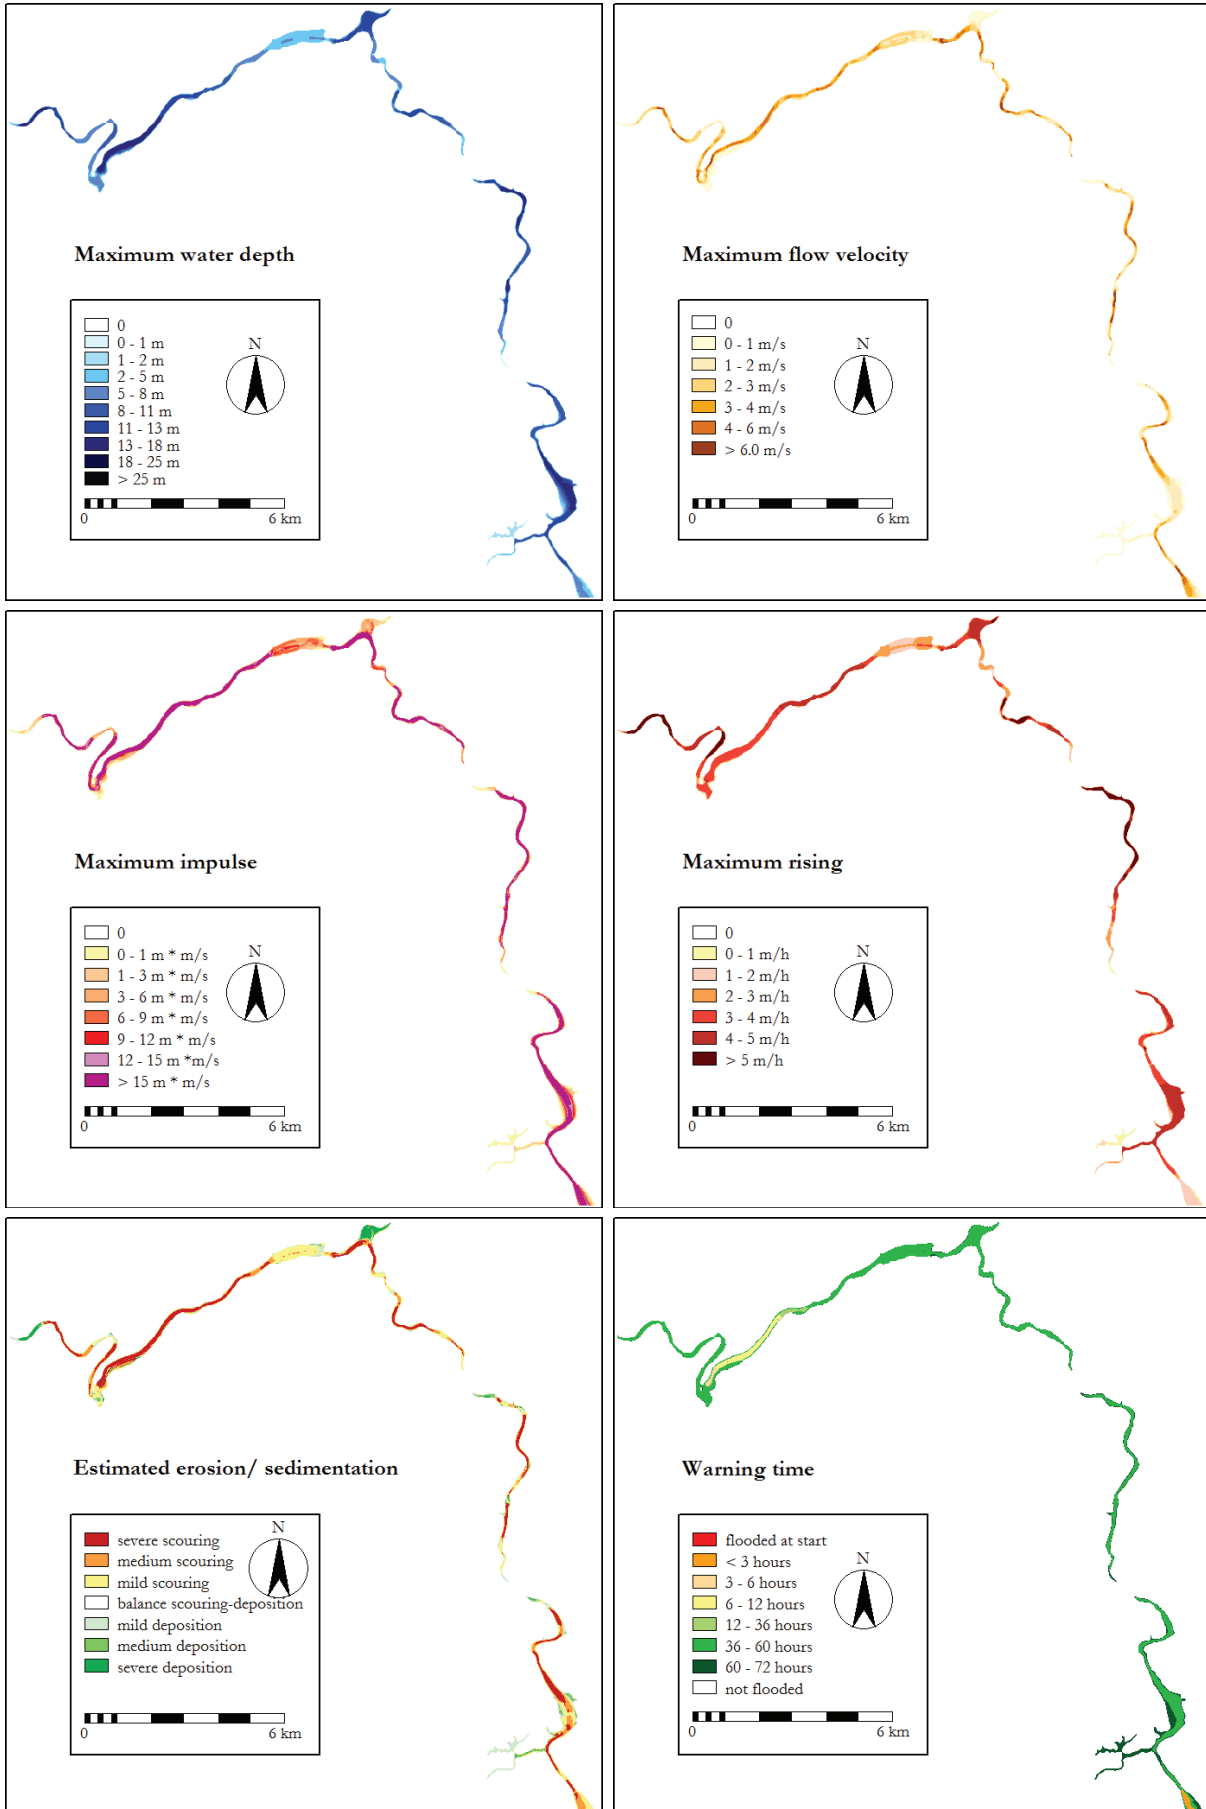 Maximum water depth
0
0 - 1 m
1 - 2 m
2 - 5 m
5 - 8 m
8 - 11 m
11 - 13 m
13 - 18 m
18 - 25 m
> 25 m
N
0 6 km
Maximum flow velocity
0
0 - 1 m/s
1 - 2 m/s
2 - 3 m/s
3 - 4 m/s
4 - 6 m/s
> 6.0 m/s
N
0 6 km
Maximum impulse
0
0 - 1 m * m/s
1 - 3 m * m/s
3 - 6 m * m/s
6 - 9 m * m/s
9 - 12 m * m/s
12 - 15 m *m/s
> 15 m * m/s
N
0 6 km
Maximum rising
0
0 - 1 m/h
1 - 2 m/h
2 - 3 m/h
3 - 4 m/h
4 - 5 m/h
> 5 m/h
N
0 6 km
Estimated erosion/ sedimentation
severe scouring
medium scouring
mild scouring
balance scouring-deposition
mild deposition
medium deposition
severe deposition
N
0 6 km
Warning time
flooded at start
< 3 hours
3 - 6 hours
6 - 12 hours
12 - 36 hours
36 - 60 hours
60 - 72 hours
not flooded
N
0 6 km